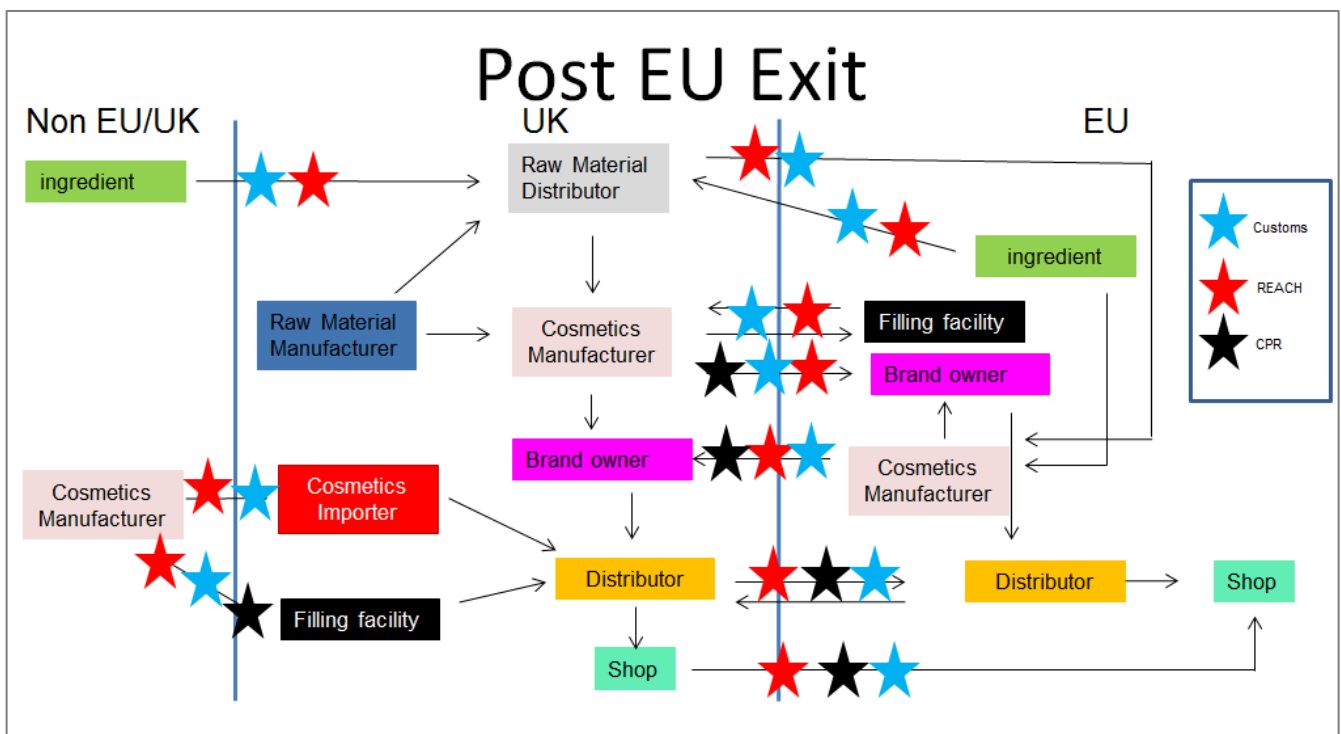 Post EU Exit
Non EU/UK
UK
EU
ingredient
Raw Material
Distributor
Customs
REACH
CPR
ingredient
Raw Material
Manufacturer
Cosmetics
Manufacturer
Filling facility
Brand owner
Brand owner
Cosmetics
Manufacturer
Cosmetics
Manufacturer
Cosmetics
Importer
Distributor
Distributor
Shop
Filling facility
Shop